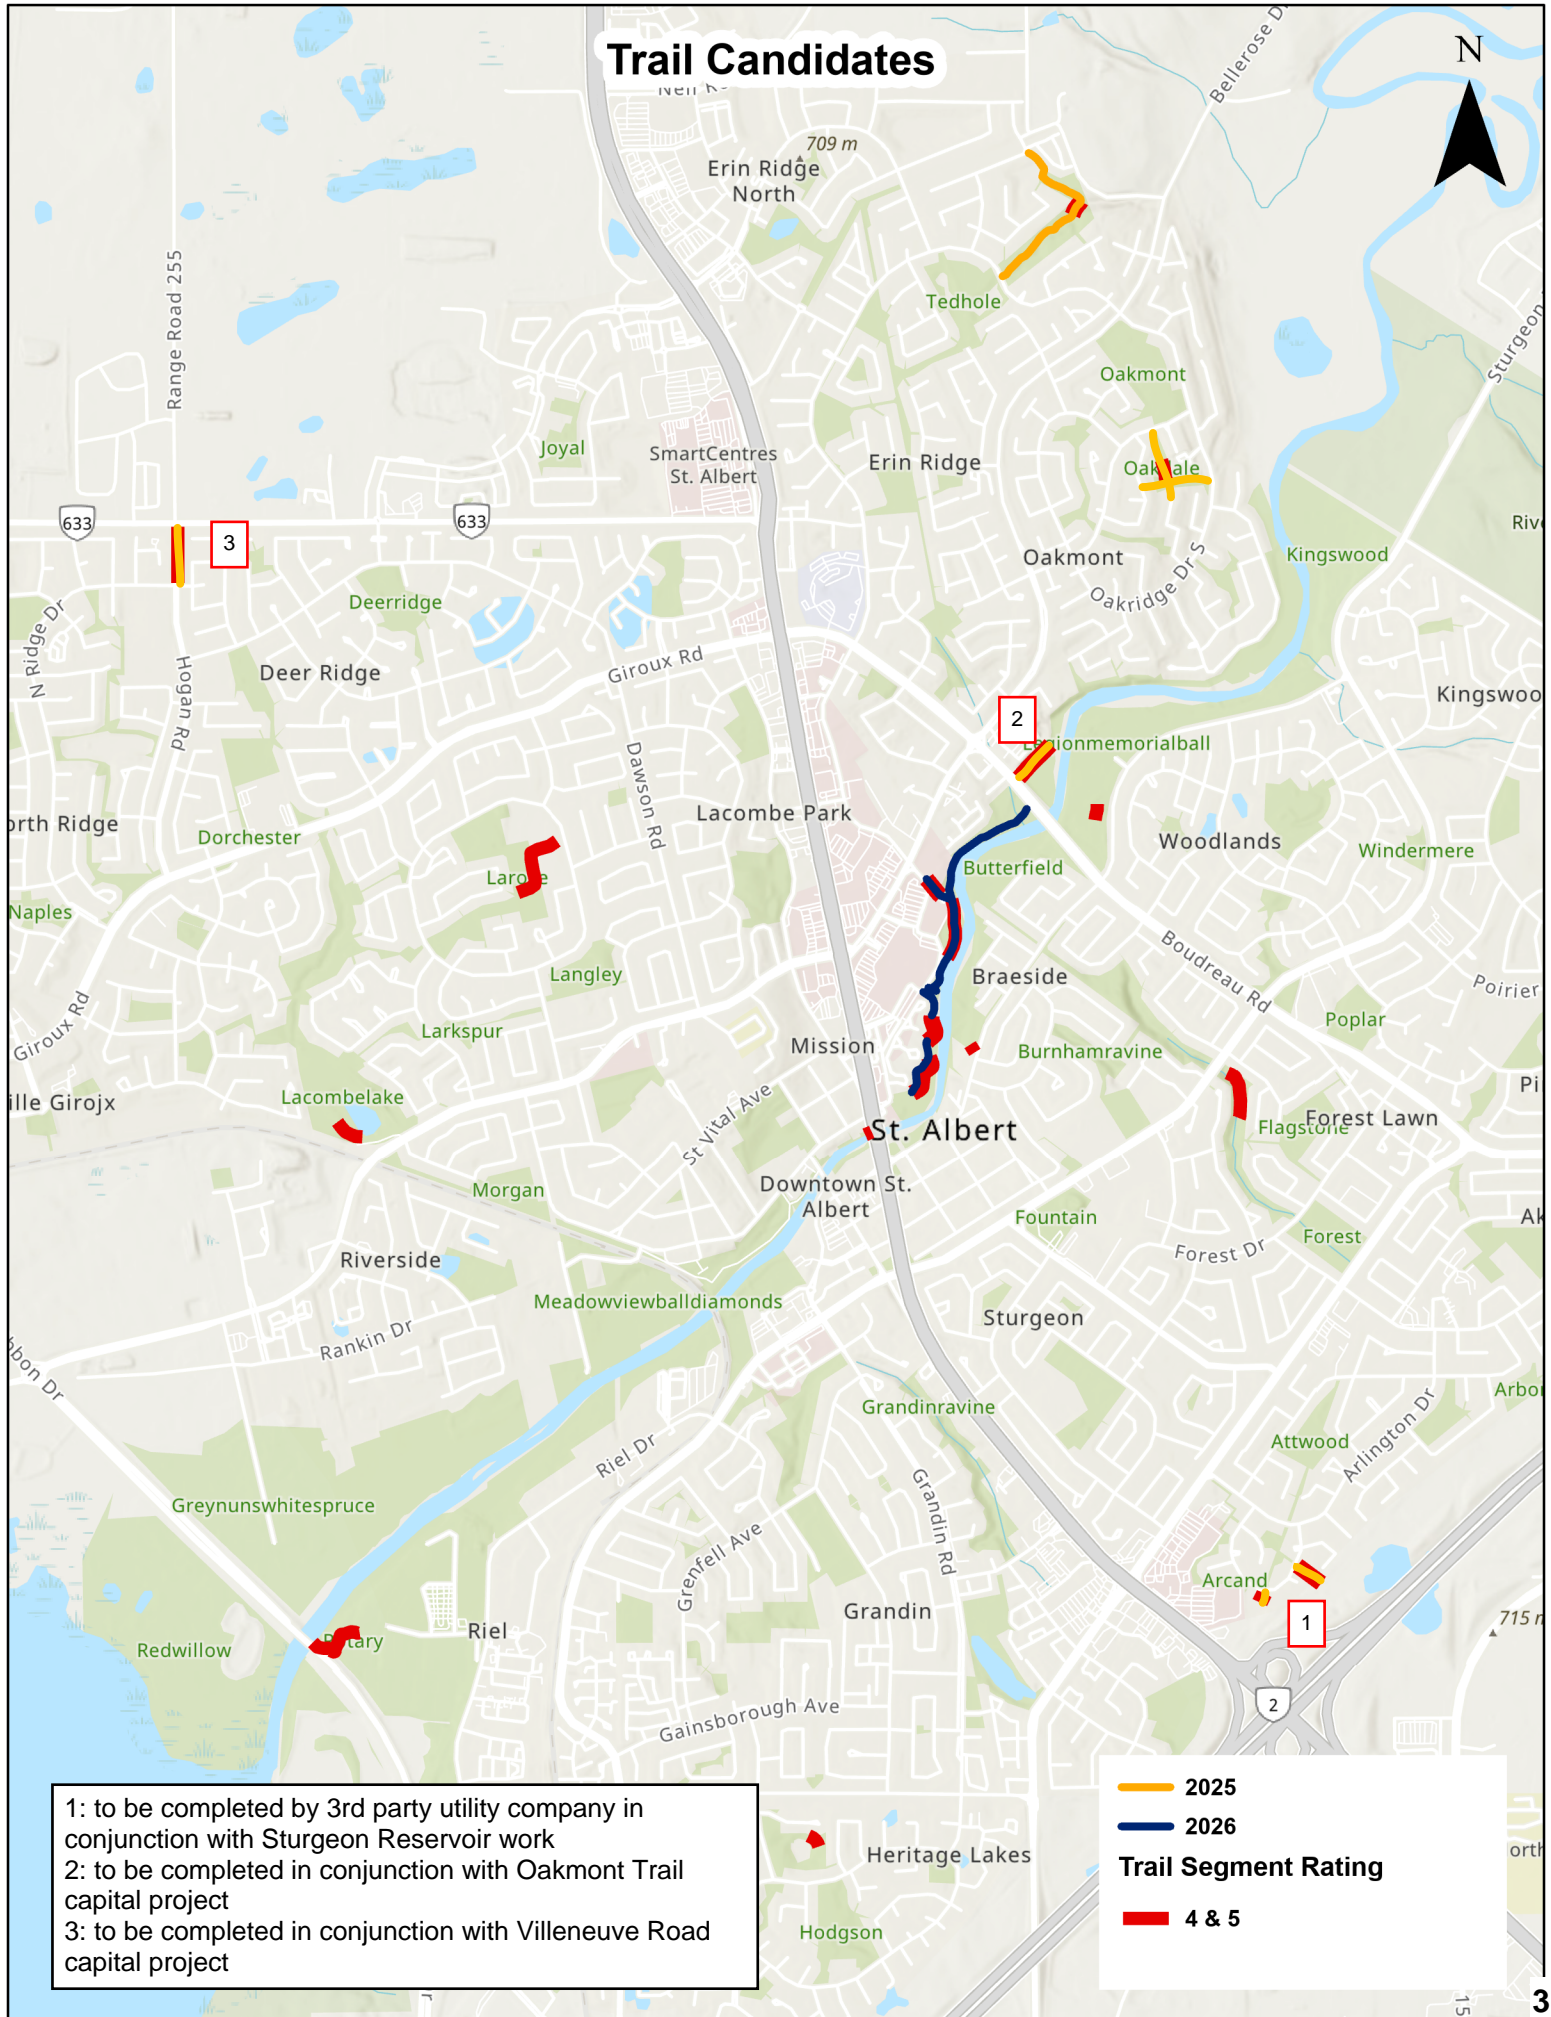 Trail Candidates
N
Bellerose Dr
709 m
Erin Ridge
North
Range Road 255
Tedhole
Sturgeon
Oakmont
Joyal
SmartCentres
St. Albert
Erin Ridge
Oakdale
633
633
3
Oakmont
Kingswood
Deerridge
Oakridge Dr S
N Ridge Dr
Hogan Rd
Deer Ridge
Giroux Rd
2
Legionmemorialball
Dawson Rd
Lacombe Park
Dorchester
Woodlands
Windermere
Butterfield
Larose
Naples
Langley
Braeside
Boudreau Rd
Poirier
Giroux Rd
Larkspur
Mission
Burnhamravine
Poplar
Lacombelake
ille Girojx
St Vital Ave
St. Albert
Flagstone
Forest Lawn
Morgan
Downtown St.
Albert
Fountain
Forest
Forest Dr
Riverside
Meadowviewballdiamonds
Sturgeon
Rankin Dr
Grandinravine
Arlington Dr
Attwood
Riel Dr
Greynunswhitespruce
Grandin Rd
Grenfell Ave
Arcand
1
Grandin
715 m
Redwillow
Rotary
Riel
Gainsborough Ave
2
1: to be completed by 3rd party utility company in
conjunction with Sturgeon Reservoir work
2: to be completed in conjunction with Oakmont Trail
capital project
3: to be completed in conjunction with Villeneuve Road
capital project
Heritage Lakes
Hodgson
2025
2026
Trail Segment Rating
4 & 5
15
3